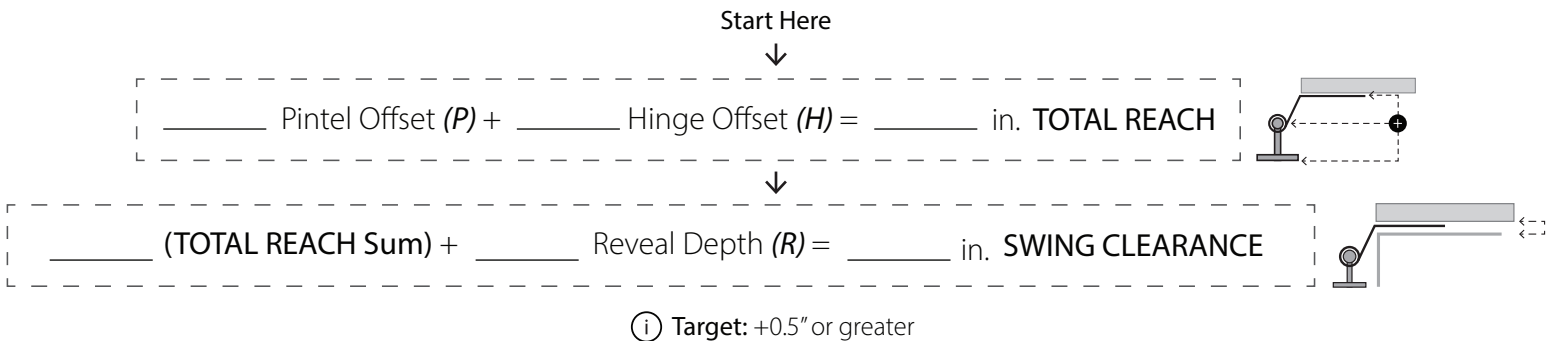 Start Here
_______ Pintel Offset (P) + _______ Hinge Offset (H) = _______ in. TOTAL REACH
_______ (TOTAL REACH Sum) + _______ Reveal Depth (R) = _______ in. SWING CLEARANCE
i Target: +0.5″ or greater